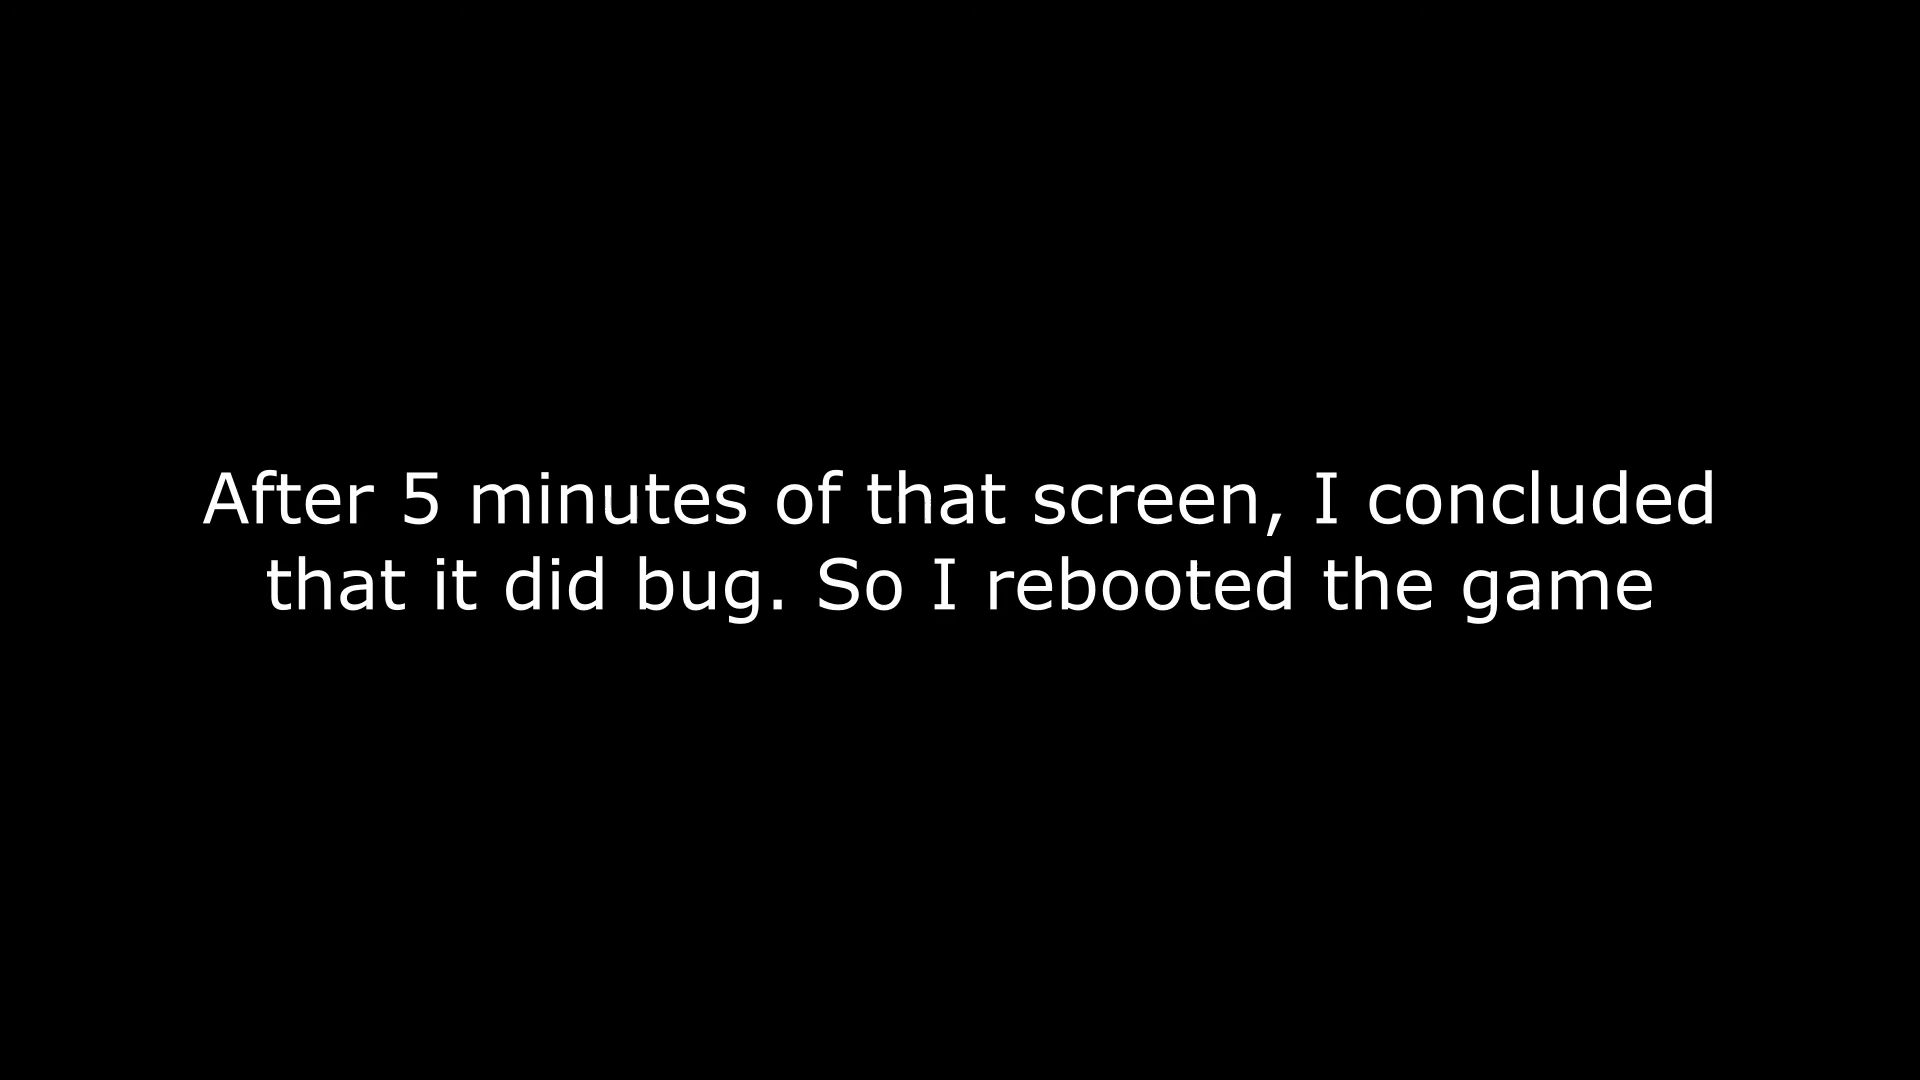 After 5 minutes of that screen, I concluded
that it did bug. So I rebooted the game